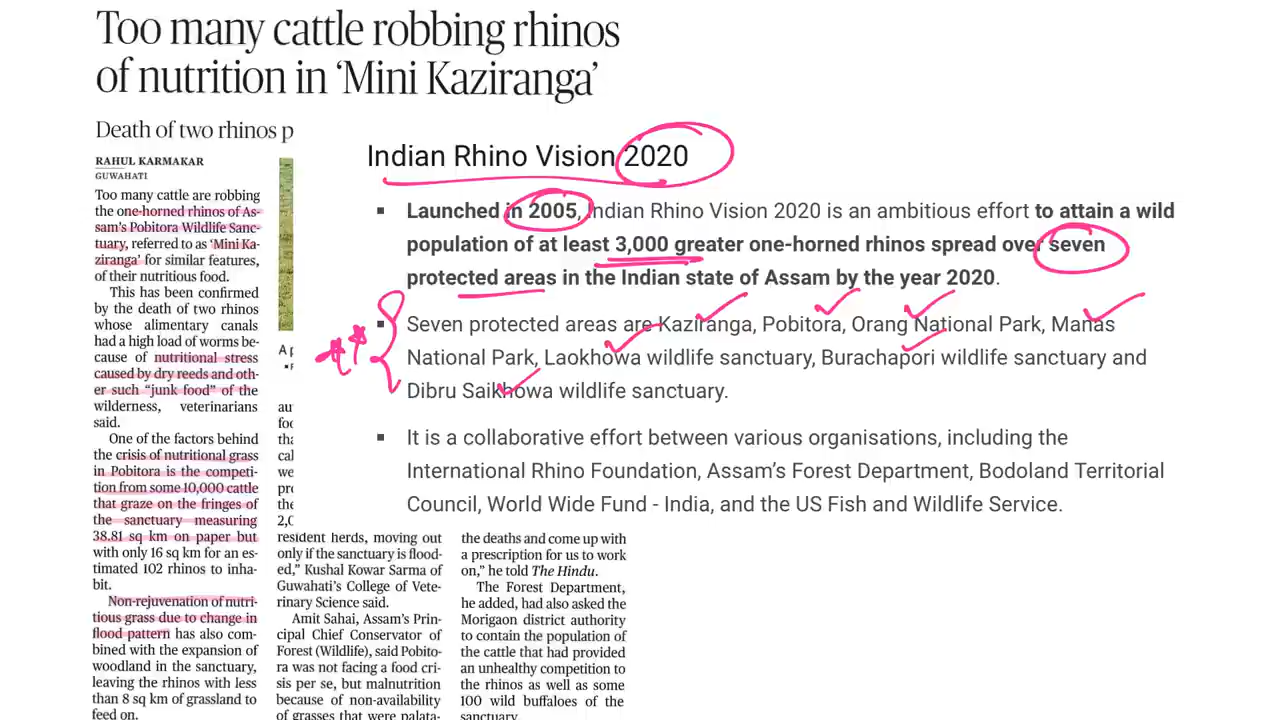 Too many cattle robbing rhinos
of nutrition in ‘Mini Kaziranga’
Death of two rhinos p
RAHUL KARMAKAR
GUWAHATI
Too many cattle are robbing
the one-horned rhinos of As-
sam’s Pobitora Wildlife Sanc-
tuary, referred to as ‘Mini Ka-
ziranga’ for similar features,
of their nutritious food.
This has been confirmed
by the death of two rhinos
whose alimentary canals
had a high load of worms be-
cause of nutritional stress
caused by dry reeds and oth-
er such “junk food” of the
wilderness, veterinarians
said.
One of the factors behind
the crisis of nutritional grass
in Pobitora is the competi-
tion from some 10,000 cattle
that graze on the fringes of
the sanctuary measuring
38.81 sq km on paper but
with only 16 sq km for an es-
timated 102 rhinos to inha-
bit.
Non-rejuvenation of nutri-
tious grass due to change in
flood pattern has also com-
bined with the expansion of
woodland in the sanctuary,
leaving the rhinos with less
than 8 sq km of grassland to
feed on.
Indian Rhino Vision 2020
▪ Launched in 2005, Indian Rhino Vision 2020 is an ambitious effort to attain a wild
population of at least 3,000 greater one-horned rhinos spread over seven
protected areas in the Indian state of Assam by the year 2020.
▪ Seven protected areas are Kaziranga, Pobitora, Orang National Park, Manas
National Park, Laokhowa wildlife sanctuary, Burachapori wildlife sanctuary and
Dibru Saikhowa wildlife sanctuary.
▪ It is a collaborative effort between various organisations, including the
International Rhino Foundation, Assam’s Forest Department, Bodoland Territorial
Council, World Wide Fund - India, and the US Fish and Wildlife Service.
A p
au
foo
tha
cal
we
pre
the
2,0
resident herds, moving out
only if the sanctuary is flood-
ed,” Kushal Kowar Sarma of
Guwahati’s College of Vete-
rinary Science said.
Amit Sahai, Assam’s Prin-
cipal Chief Conservator of
Forest (Wildlife), said Pobito-
ra was not facing a food cri-
sis per se, but malnutrition
because of non-availability
of grasses that were palata-
the deaths and come up with
a prescription for us to work
on,” he told The Hindu.
The Forest Department,
he added, had also asked the
Morigaon district authority
to contain the population of
the cattle that had provided
an unhealthy competition to
the rhinos as well as some
100 wild buffaloes of the
sanctuary.